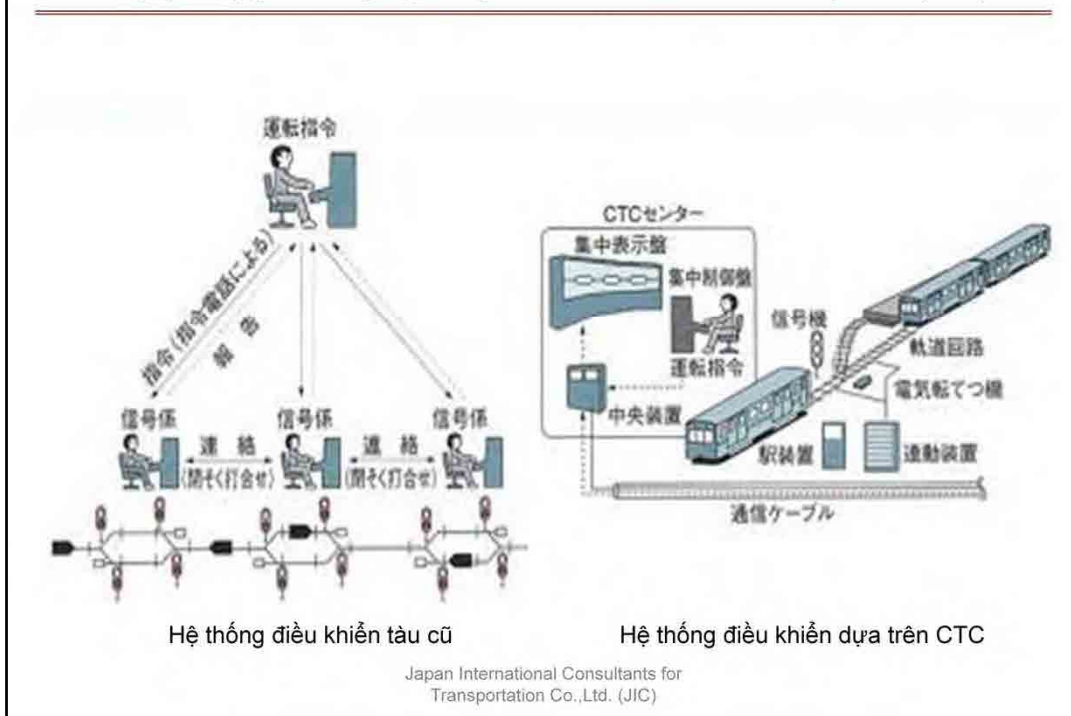 運転指令
指令(指令電話による)
報告
信号係
信号係
信号係
連絡
連絡
(閉そく打合せ)
(閉そく打合せ)
Hệ thống điều khiển tàu cũ
CTCセンター
集中表示盤
集中制御盤
運転指令
中央装置
信号機
軌道回路
電気転てつ機
駅装置
連動装置
通信ケーブル
Hệ thống điều khiển dựa trên CTC
Japan International Consultants for
Transportation Co.,Ltd. (JIC)